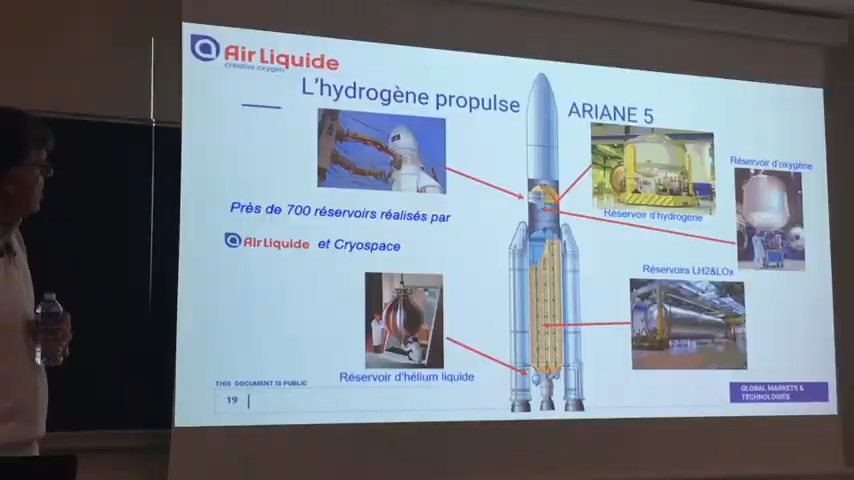 Air Liquide
creative oxygen
L'hydrogène propulse ARIANE 5
Réservoir d'oxygène
Réservoir d'hydrogène
Près de 700 réservoirs réalisés par
Air Liquide et Cryospace
Réservoirs LH2&LOx
Réservoir d'hélium liquide
THIS DOCUMENT IS PUBLIC
19
GLOBAL MARKETS &
TECHNOLOGIES